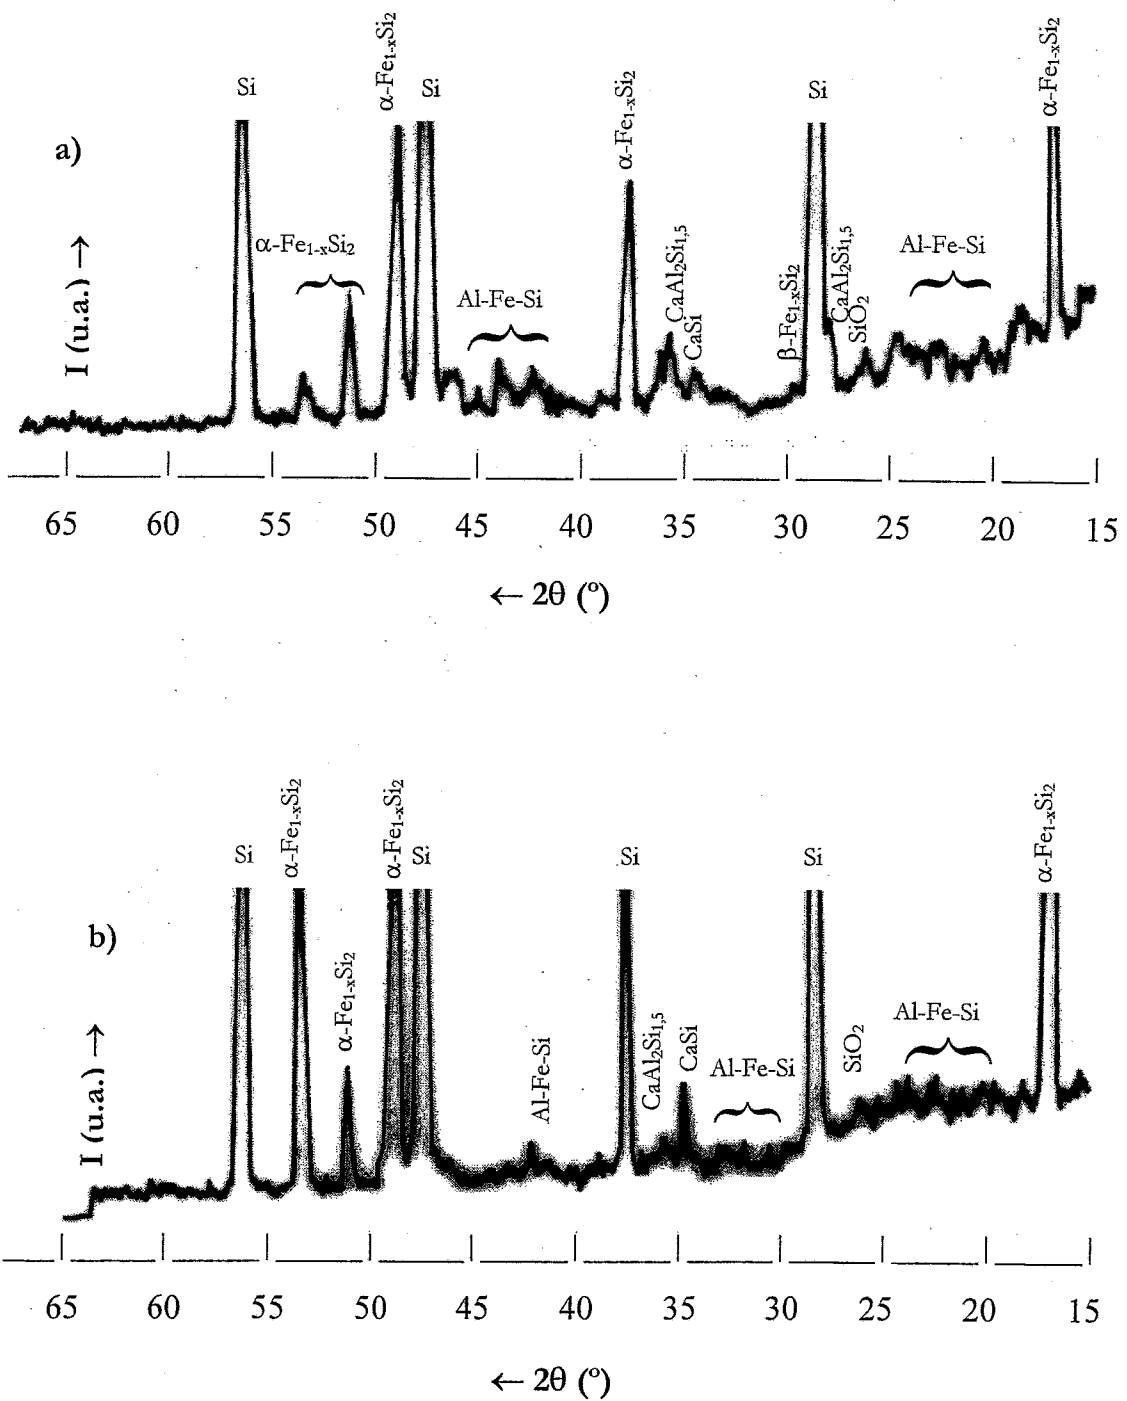 a)
I (u.a.) →
Si
α-Fe1-xSi2
α-Fe1-xSi2
Si
Al-Fe-Si
α-Fe1-xSi2
CaAl2Si1,5
CaSi
β-Fe1-xSi2
Si
CaAl2Si1,5
SiO2
Al-Fe-Si
α-Fe1-xSi2
65 60 55 50 45 40 35 30 25 20 15
← 2θ (º)
b)
I (u.a.) →
Si
α-Fe1-xSi2
α-Fe1-xSi2
α-Fe1-xSi2
Si
Al-Fe-Si
Si
CaAl2Si1,5
CaSi
Al-Fe-Si
Si
SiO2
Al-Fe-Si
α-Fe1-xSi2
65 60 55 50 45 40 35 30 25 20 15
← 2θ (º)